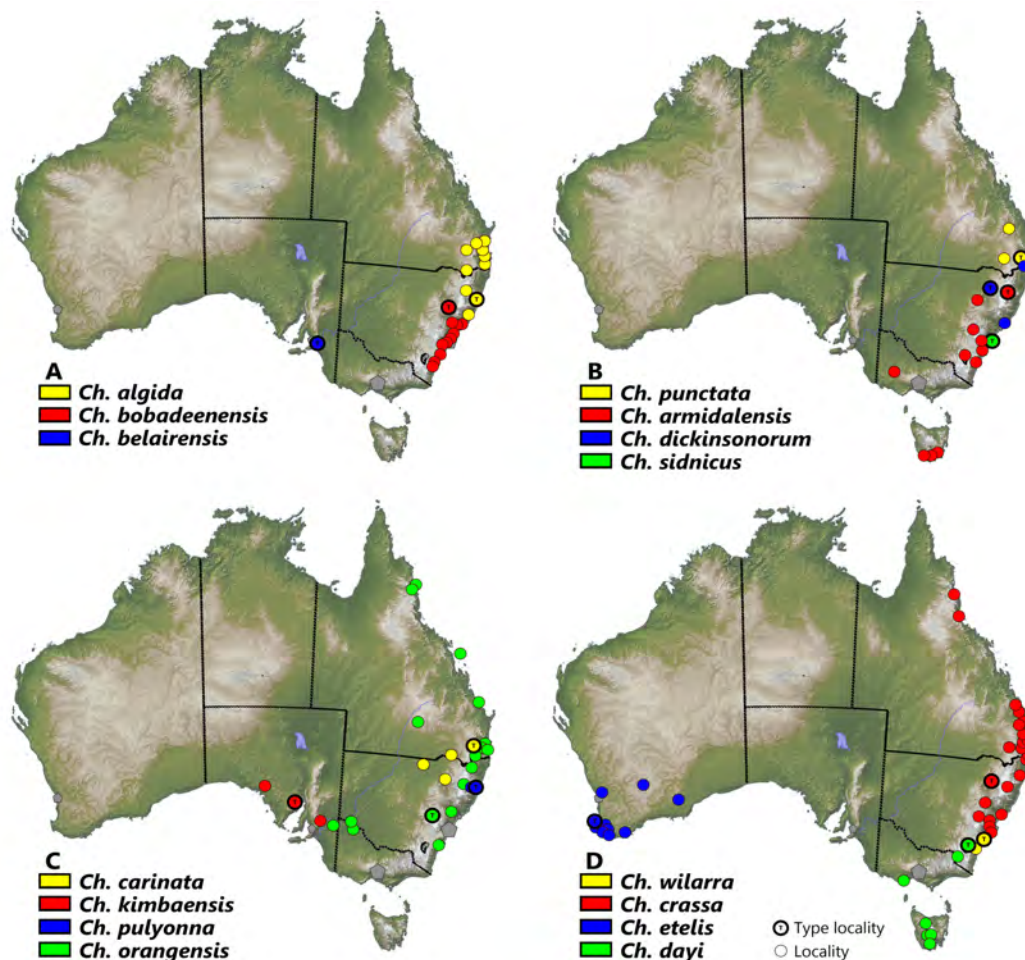 A
Ch. algida
Ch. bobadeenensis
Ch. belairensis
B
Ch. punctata
Ch. armidalensis
Ch. dickinsonorum
Ch. sidnicus
C
Ch. carinata
Ch. kimbaensis
Ch. pulyonna
Ch. orangensis
D
Ch. wilarra
Ch. crassa
Ch. etelis
Ch. dayi
T Type locality
Locality